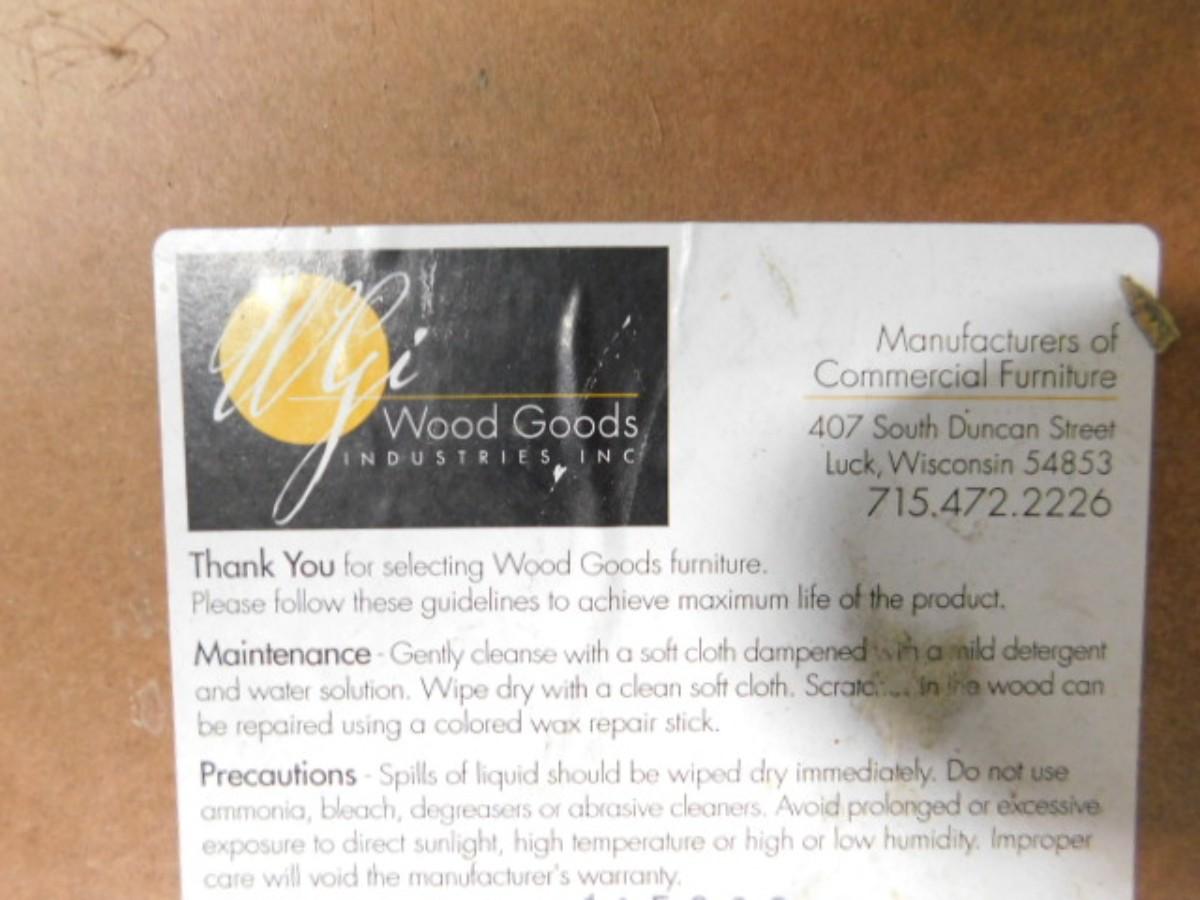 Wgi
Wood Goods
INDUSTRIES, INC
Manufacturers of
Commercial Furniture
407 South Duncan Street
Luck, Wisconsin 54853
715.472.2226
Thank You for selecting Wood Goods furniture.
Please follow these guidelines to achieve maximum life of the product.
Maintenance - Gently cleanse with a soft cloth dampened with a mild detergent
and water solution. Wipe dry with a clean soft cloth. in the wood can
be repaired using a colored wax repair stick.
Precautions - Spills of liquid should be wiped dry immediately. Do not use
ammonia, bleach, degreasers or abrasive cleaners. Avoid prolonged or excessive
exposure to direct sunlight, high temperature or high or low humidity. Improper
care will void the manufacturer's warranty.